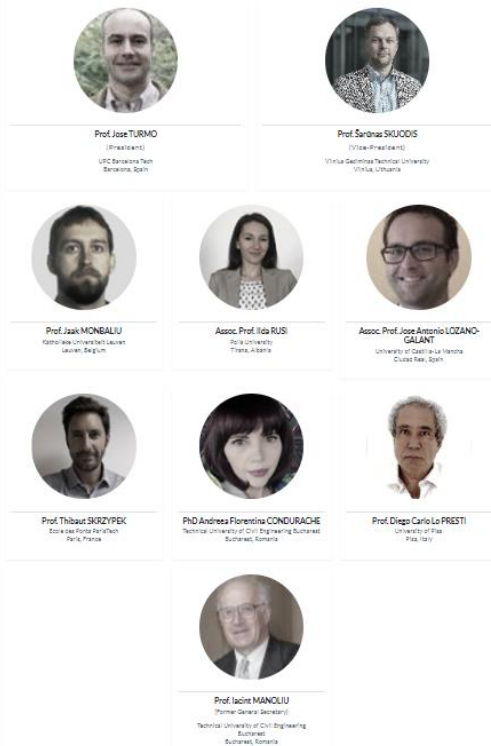 Prof. Jose TURMO
(President)
UPC Barcelona Tech
Barcelona, Spain
Prof. Šarūnas SKUODIS
(Vice-President)
Vilnius Gediminas Technical University
Vilnius, Lithuania
Prof. Jaak MONBALIU
Katholieke Universiteit Leuven
Leuven, Belgium
Assoc. Prof. Ilda RUSI
Polis University
Tirana, Albania
Assoc. Prof. Jose Antonio LOZANO-
GALANT
University of Castilla-La Mancha
Ciudad Real, Spain
Prof. Thibaut SKRZYPEK
Ecole des Ponts ParisTech
Paris, France
PhD Andreea Florentina CONDURACHE
Technical University of Civil Engineering Bucharest
Bucharest, Romania
Prof. Diego Carlo Lo PRESTI
University of Pisa
Pisa, Italy
Prof. Iacint MANOLIU
(Former General Secretary)
Technical University of Civil Engineering
Bucharest
Bucharest, Romania